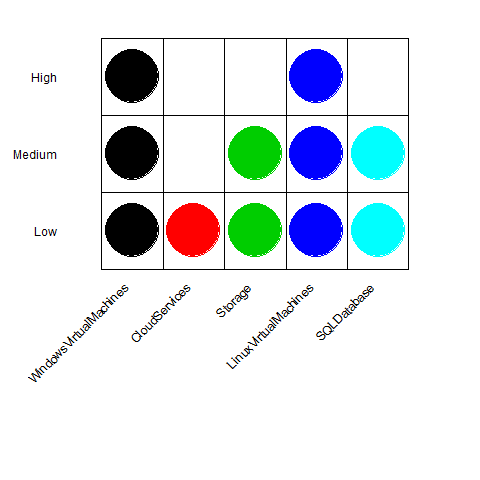 High
Medium
Low
WindowsVirtualMachines
CloudServices
Storage
LinuxVirtualMachines
SQLDatabase